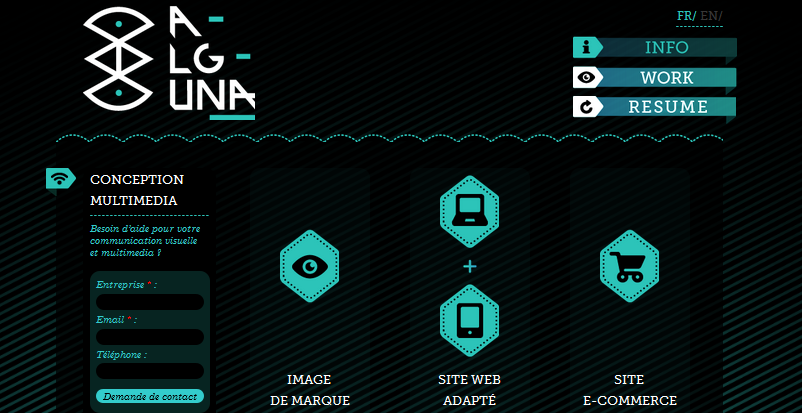 A-
LG-
UNA
FR/ EN/
INFO
WORK
RESUME
CONCEPTION
MULTIMEDIA
Besoin d'aide pour votre
communication visuelle
et multimedia ?
Entreprise * :
Email * :
Téléphone :
Demande de contact
IMAGE
DE MARQUE
SITE WEB
ADAPTÉ
SITE
E-COMMERCE